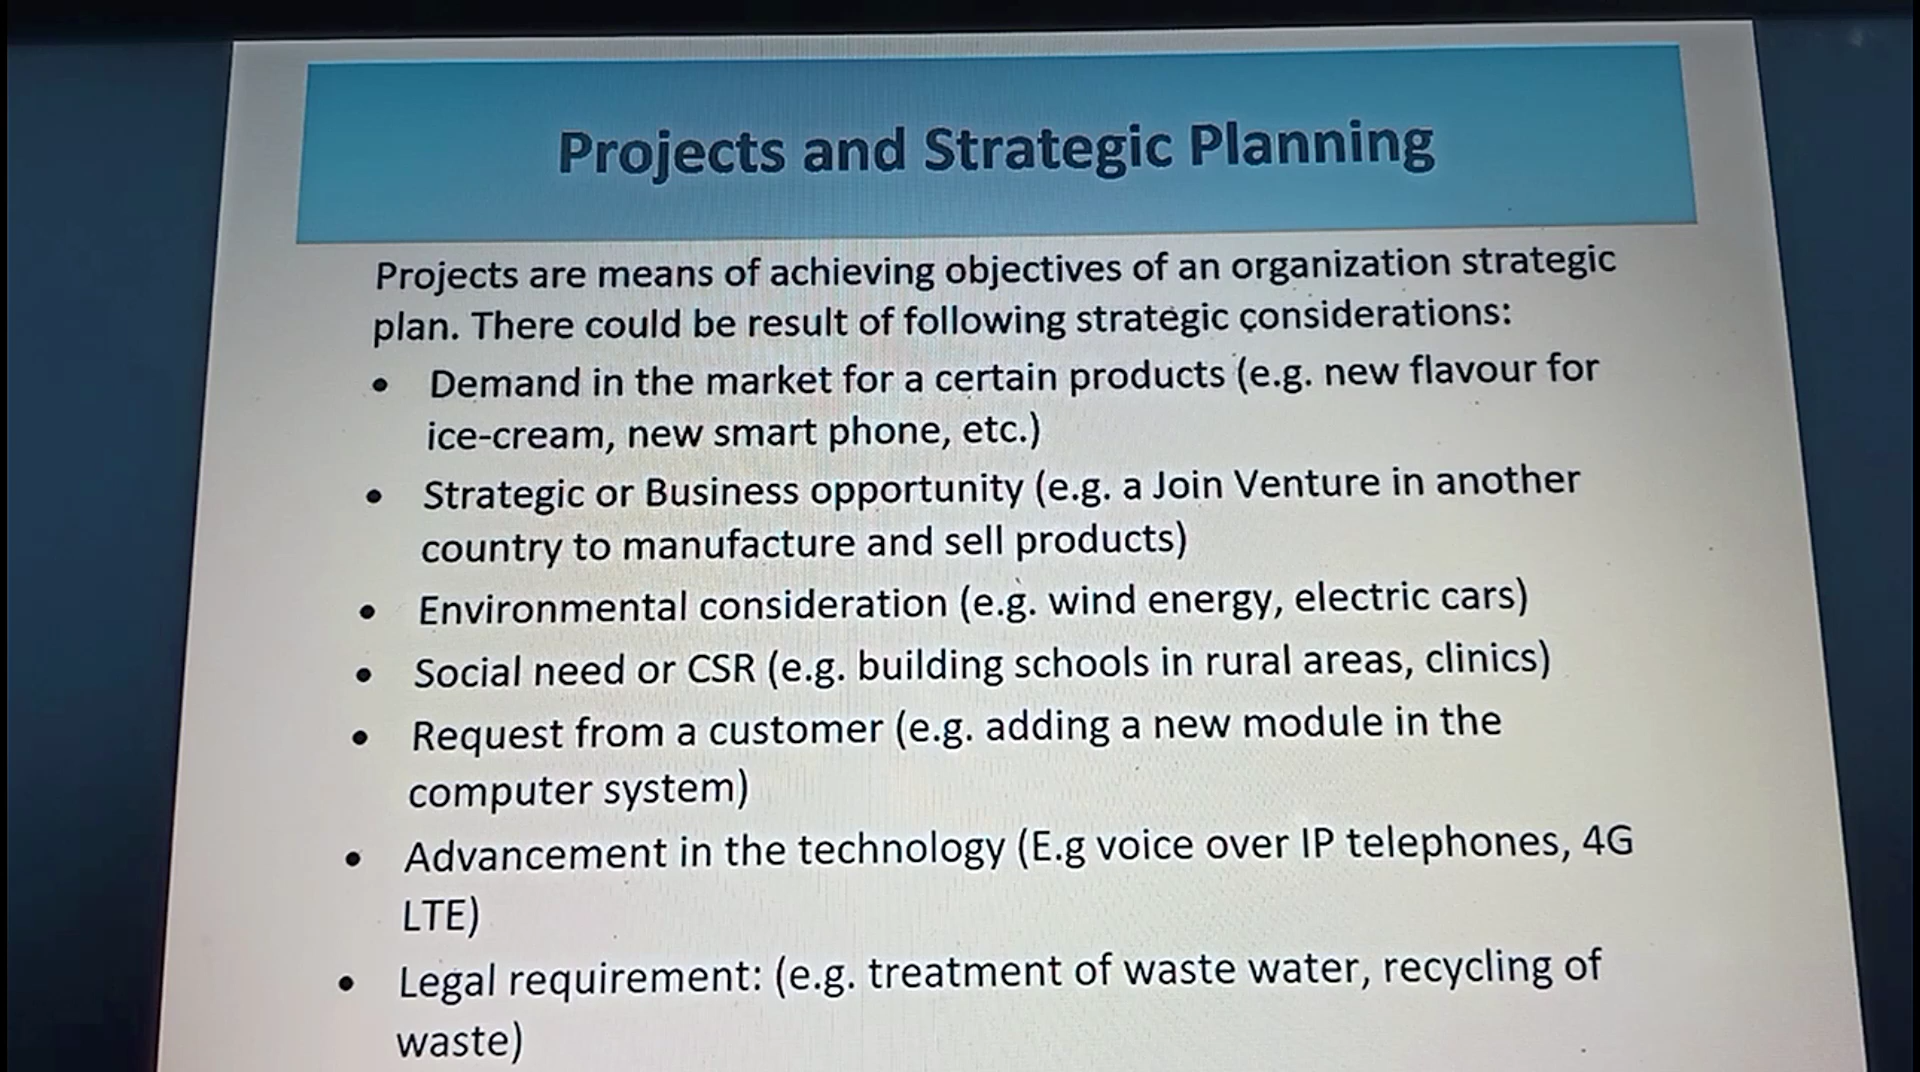 Projects and Strategic Planning
Projects are means of achieving objectives of an organization strategic
plan. There could be result of following strategic considerations:
• Demand in the market for a certain products (e.g. new flavour for
ice-cream, new smart phone, etc.)
• Strategic or Business opportunity (e.g. a Join Venture in another
country to manufacture and sell products)
• Environmental consideration (e.g. wind energy, electric cars)
• Social need or CSR (e.g. building schools in rural areas, clinics)
• Request from a customer (e.g. adding a new module in the
computer system)
• Advancement in the technology (E.g voice over IP telephones, 4G
LTE)
• Legal requirement: (e.g. treatment of waste water, recycling of
waste)